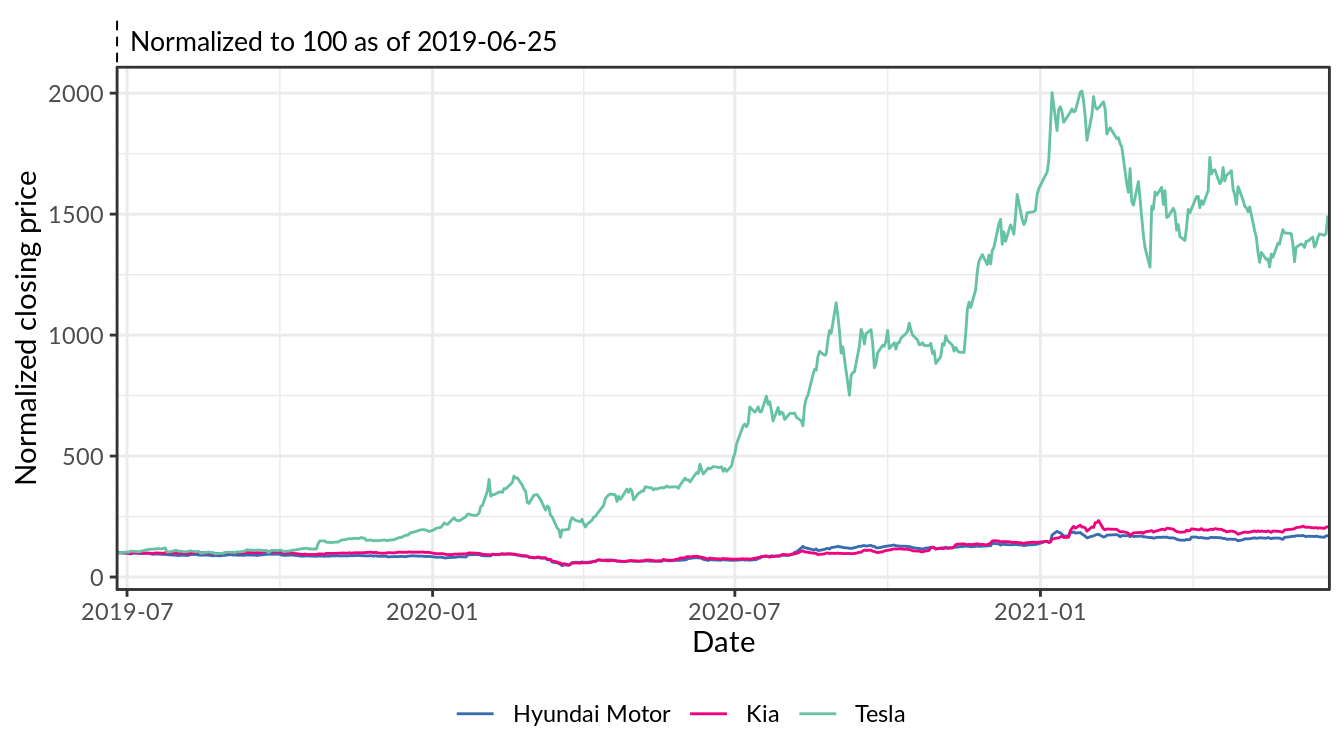 Normalized to 100 as of 2019-06-25
Normalized closing price
2000
1500
1000
500
0
2019-07 2020-01 2020-07 2021-01
Date
Hyundai Motor Kia Tesla